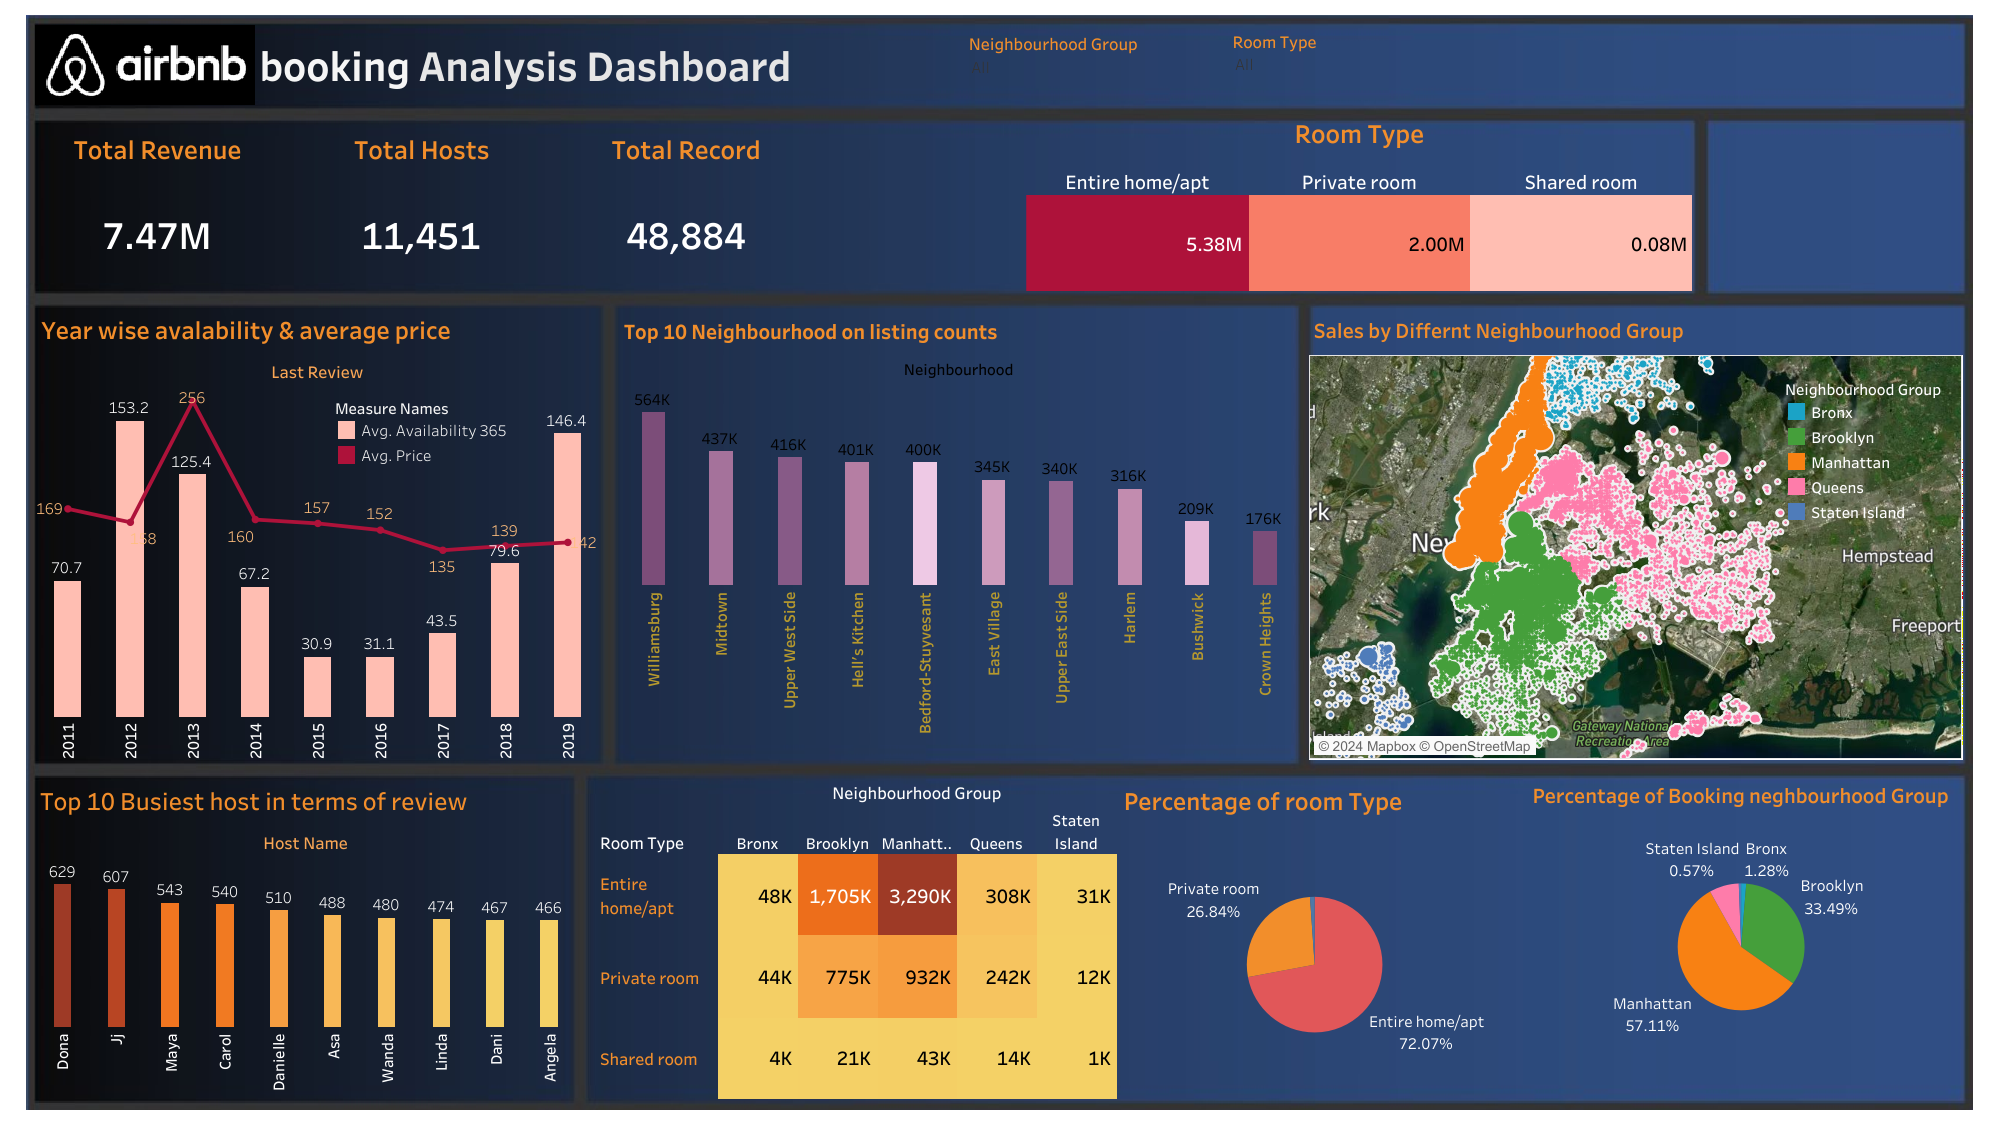 airbnb booking Analysis Dashboard
Neighbourhood Group
All
Room Type
All
Total Revenue
Total Hosts
Total Record
7.47M
11,451
48,884
Room Type
Entire home/apt
Private room
Shared room
5.38M
2.00M
0.08M
Year wise avalability & average price
Last Review
Measure Names
Avg. Availability 365
Avg. Price
70.7
153.2
125.4
67.2
30.9
31.1
43.5
79.6
146.4
169
256
160
157
152
135
139
2011
2012
2013
2014
2015
2016
2017
2018
2019
Top 10 Neighbourhood on listing counts
Neighbourhood
564K
437K
416K
401K
400K
345K
340K
316K
209K
176K
Williamsburg
Midtown
Upper West Side
Hell's Kitchen
Bedford-Stuyvesant
East Village
Upper East Side
Harlem
Bushwick
Crown Heights
Sales by Differnt Neighbourhood Group
Neighbourhood Group
Bronx
Brooklyn
Manhattan
Queens
Staten Island
Hempstead
Freeport
Gateway National
Recreation Area
© 2024 Mapbox © OpenStreetMap
Top 10 Busiest host in terms of review
Host Name
629
607
543
540
510
488
480
474
467
466
Dona
Jj
Maya
Carol
Danielle
Asa
Wanda
Linda
Dani
Angela
Neighbourhood Group
Room Type
Bronx
Brooklyn
Manhatt..
Queens
Staten
Island
Entire
home/apt
48K
1,705K
3,290K
308K
31K
Private room
44K
775K
932K
242K
12K
Shared room
4K
21K
43K
14K
1K
Percentage of room Type
Private room
26.84%
Entire home/apt
72.07%
Percentage of Booking neghbourhood Group
Staten Island
0.57%
Bronx
1.28%
Brooklyn
33.49%
Manhattan
57.11%